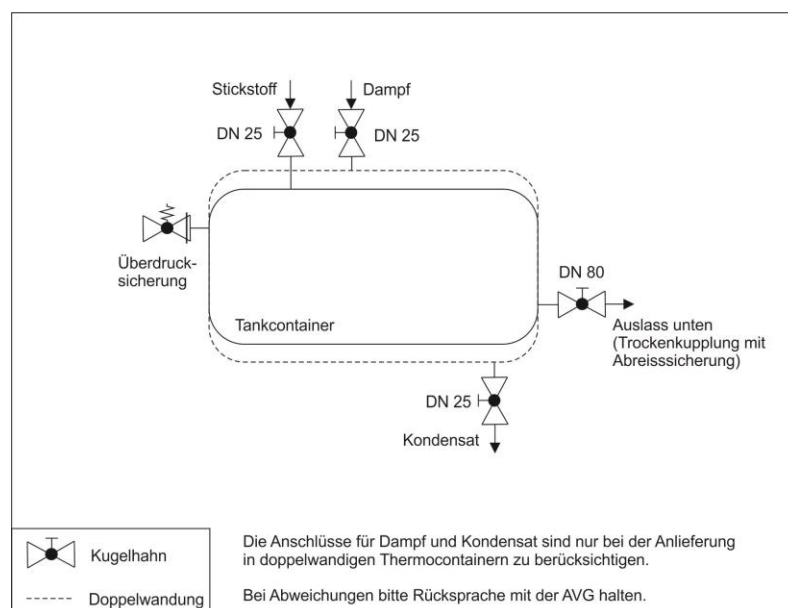 Stickstoff
Dampf
DN 25
DN 25
Überdruck-
sicherung
DN 80
Tankcontainer
Auslass unten
(Trockenkupplung mit
Abreisssicherung)
DN 25
Kondensat
Kugelhahn
Doppelwandung
Die Anschlüsse für Dampf und Kondensat sind nur bei der Anlieferung
in doppelwandigen Thermocontainern zu berücksichtigen.
Bei Abweichungen bitte Rücksprache mit der AVG halten.